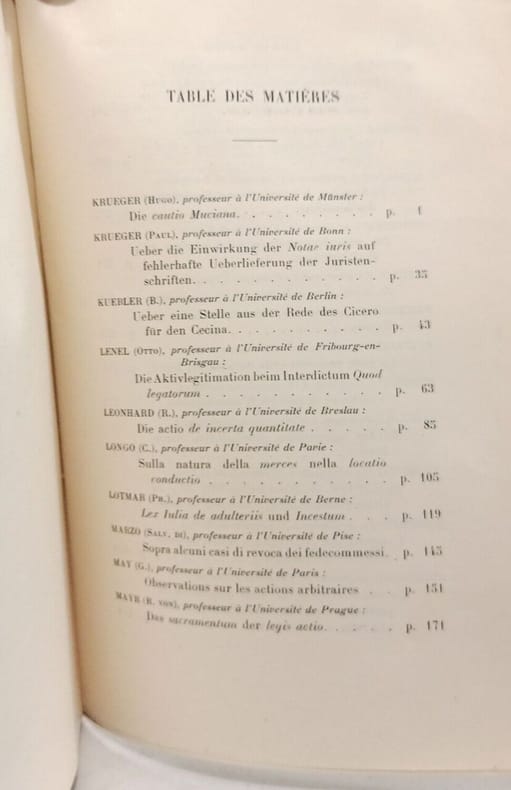 TABLE DES MATIÈRES
KRUEGER (HUGO), professeur à l'Université de Münster :
Die cautio Muciana. . . . . . . . . p. 1
KRUEGER (PAUL), professeur à l'Université de Bonn :
Ueber die Einwirkung der Notae iuris auf
fehlerhafte Ueberlieferung der Juristen-
schriften. . . . . . . . . . . . p. 35
KUEBLER (B.), professeur à l'Université de Berlin :
Ueber eine Stelle aus der Rede des Cicero
für den Cecina. . . . . . . . . . p. 43
LENEL (OTTO), professeur à l'Université de Fribourg-en-
Brisgau :
Die Aktivlegitimation beim Interdictum Quod
legatorum . . . . . . . . . . . p. 63
LEONHARD (R.), professeur à l'Université de Breslau :
Die actio de incerta quantitate . . . . . p. 85
LONGO (C.), professeur à l'Université de Pavie :
Sulla natura della merces nella locatio
conductio . . . . . . . . . . . p. 105
LOTMAR (PH.), professeur à l'Université de Berne :
Lex Iulia de adulteriis und Incestum . . . p. 119
MARZO (SALV. DI), professeur à l'Université de Pise :
Sopra alcuni casi di revoca dei fedecommessi. p. 145
MAY (G.), professeur à l'Université de Paris :
Observations sur les actions arbitraires . . p. 151
MAYR (R. VON), professeur à l'Université de Prague :
Das sacramentum der legis actio. . . . . p. 171